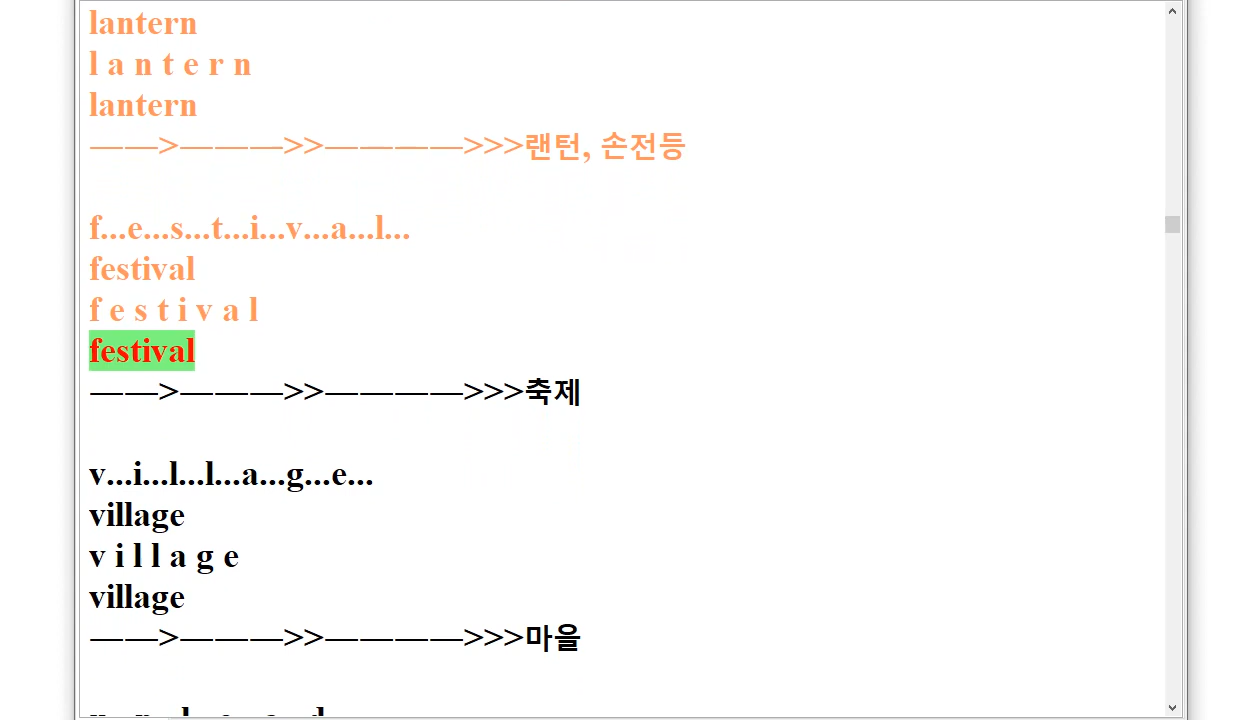 lantern
l a n t e r n
lantern
——>———>>————>>>랜턴, 손전등
f...e...s...t...i...v...a...l...
festival
f e s t i v a l
festival
——>———>>————>>>축제
v...i...l...l...a...g...e...
village
v i l l a g e
village
——>———>>————>>>마을